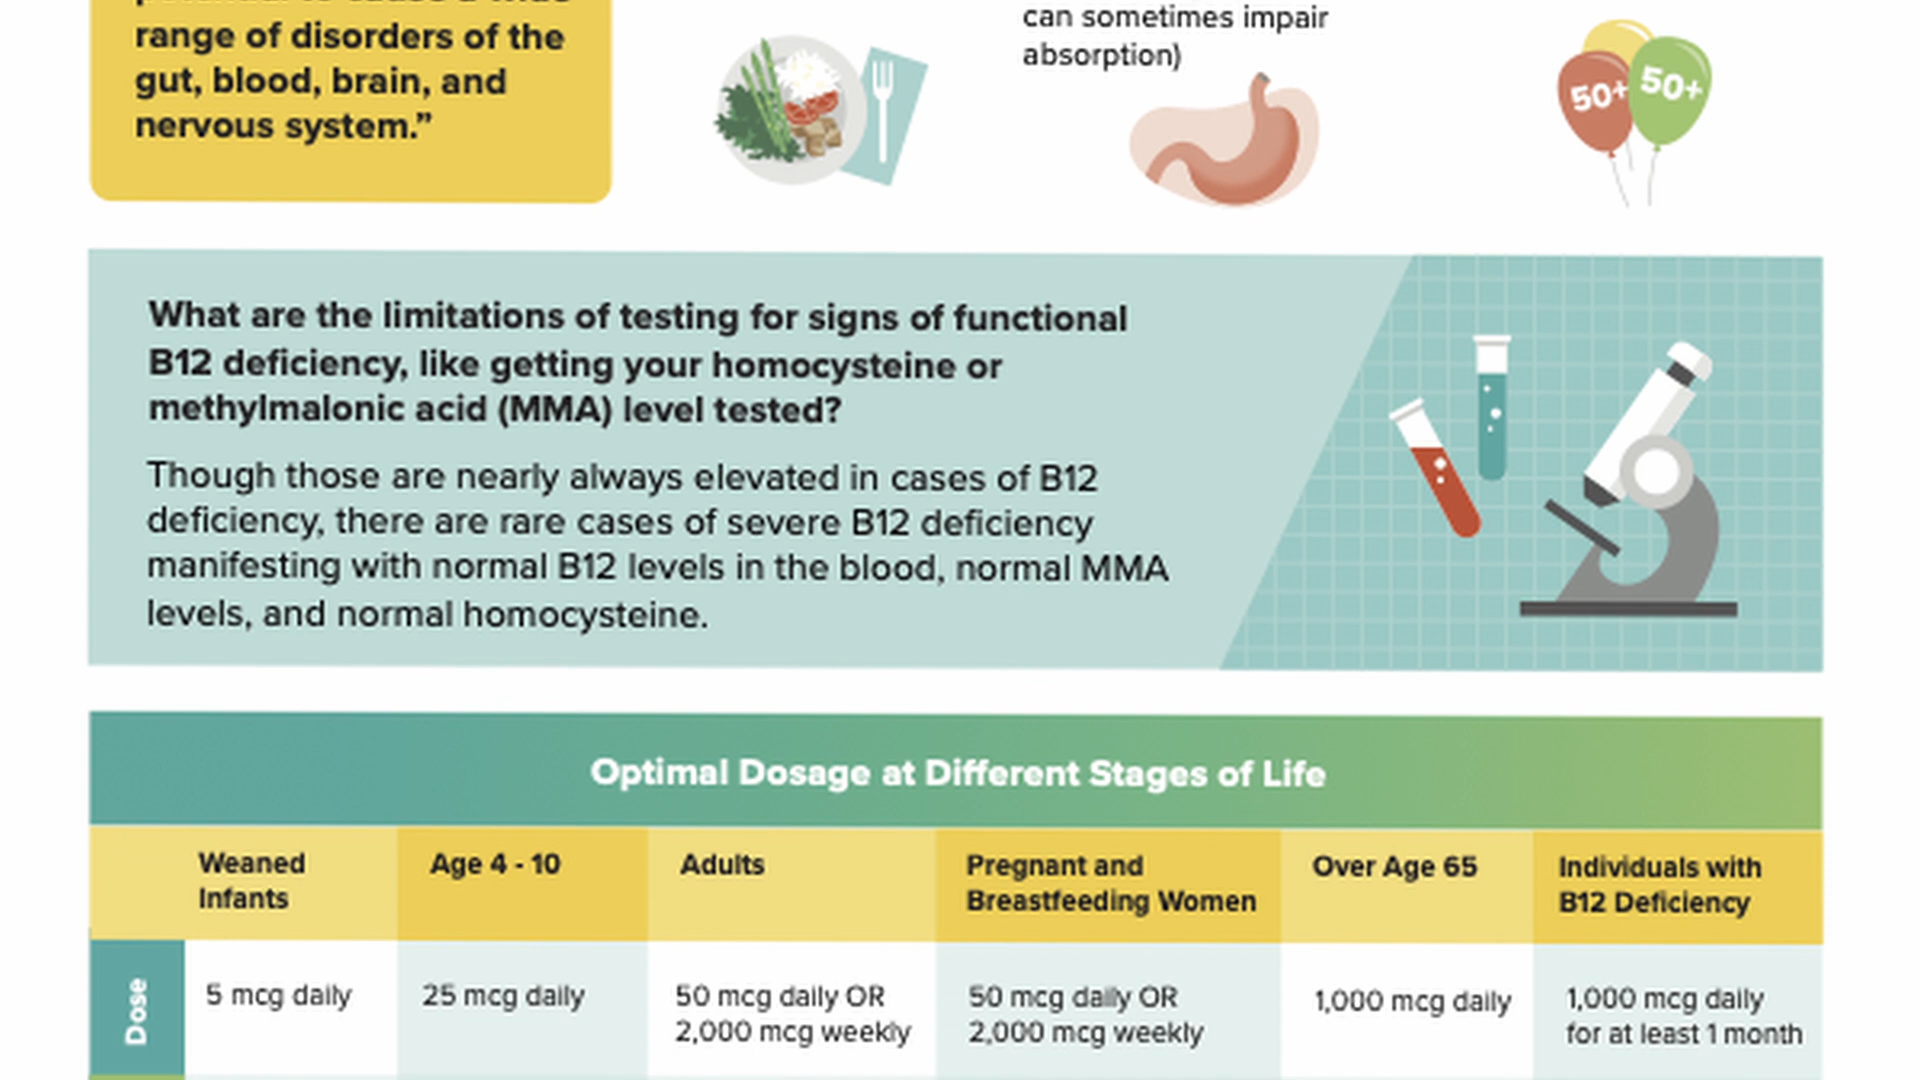 range of disorders of the
gut, blood, brain, and
nervous system.”
can sometimes impair
absorption)
50+
50+
What are the limitations of testing for signs of functional
B12 deficiency, like getting your homocysteine or
methylmalonic acid (MMA) level tested?
Though those are nearly always elevated in cases of B12
deficiency, there are rare cases of severe B12 deficiency
manifesting with normal B12 levels in the blood, normal MMA
levels, and normal homocysteine.
Optimal Dosage at Different Stages of Life
Weaned
Infants
Age 4 - 10
Adults
Pregnant and
Breastfeeding Women
Over Age 65
Individuals with
B12 Deficiency
Dose
5 mcg daily
25 mcg daily
50 mcg daily OR
2,000 mcg weekly
50 mcg daily OR
2,000 mcg weekly
1,000 mcg daily
1,000 mcg daily
for at least 1 month